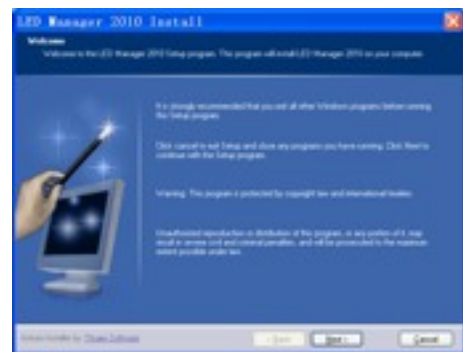 LED Manager 2010 Install
Welcome
Welcome to the LED Manager 2010 Setup program. This program will install LED Manager 2010 on your computer.
It is strongly recommended that you exit all other Windows programs before running
the Setup program.
Click cancel to exit Setup and close any programs you have running. Click Next to
continue with the Setup program.
Warning: This program is protected by copyright law and international treaties.
Unauthorized reproduction or distribution of this program, or any portion of it, may
result in severe civil and criminal penalties, and will be prosecuted to the maximum
extent possible under law.
< Back
Next >
Cancel